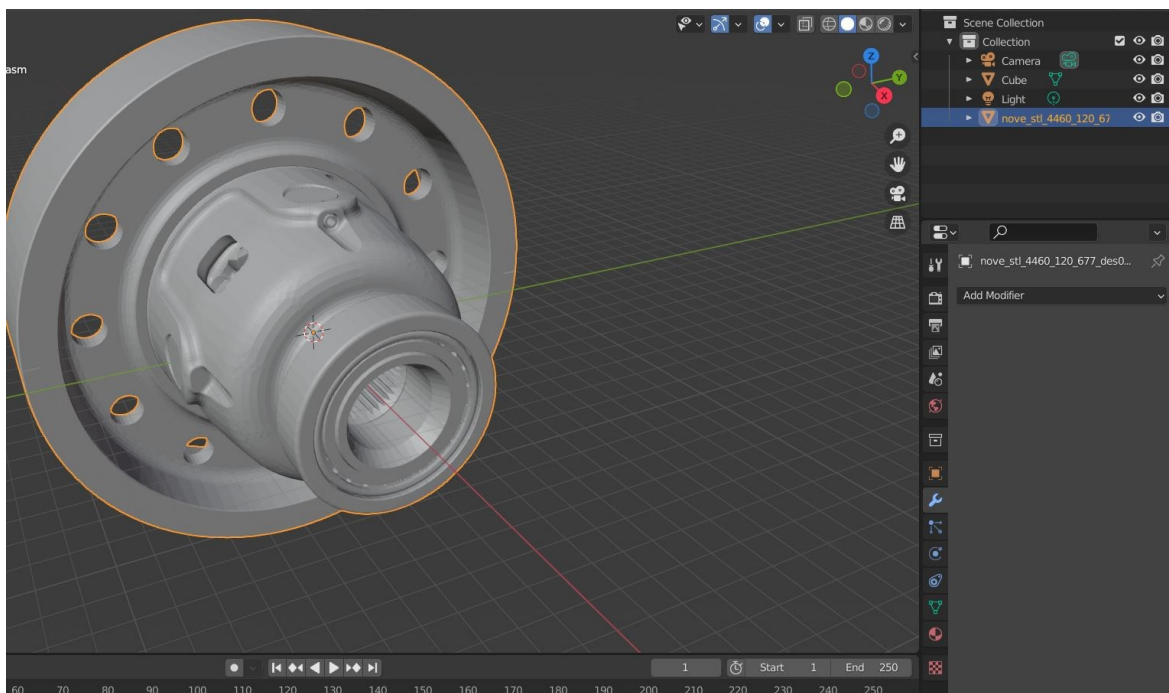 Scene Collection
Collection
asm
Camera
Cube
Light
nove_stl_4460_120_67
Z
Y
X
nove_stl_4460_120_677_des0...
Add Modifier
1 Start 1 End 250
60 70 80 90 100 110 120 130 140 150 160 170 180 190 200 210 220 230 240 250